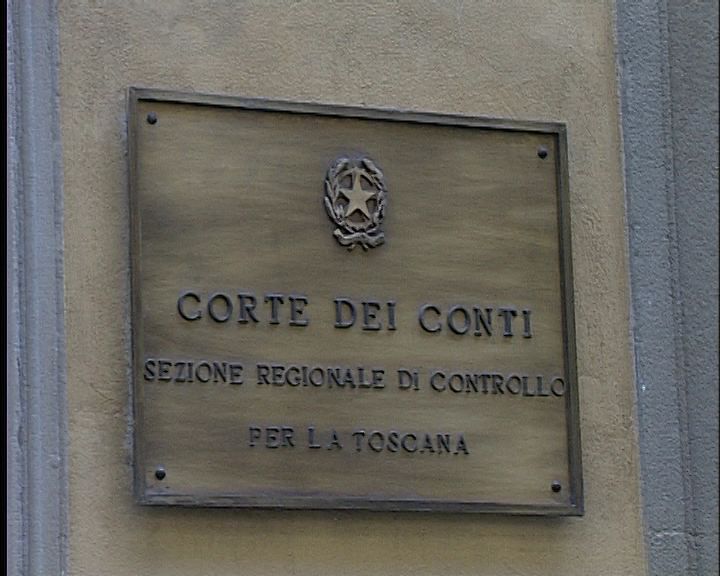 CORTE DEI CONTI
SEZIONE REGIONALE Di CONTROLLO
PER LA TOSCANA